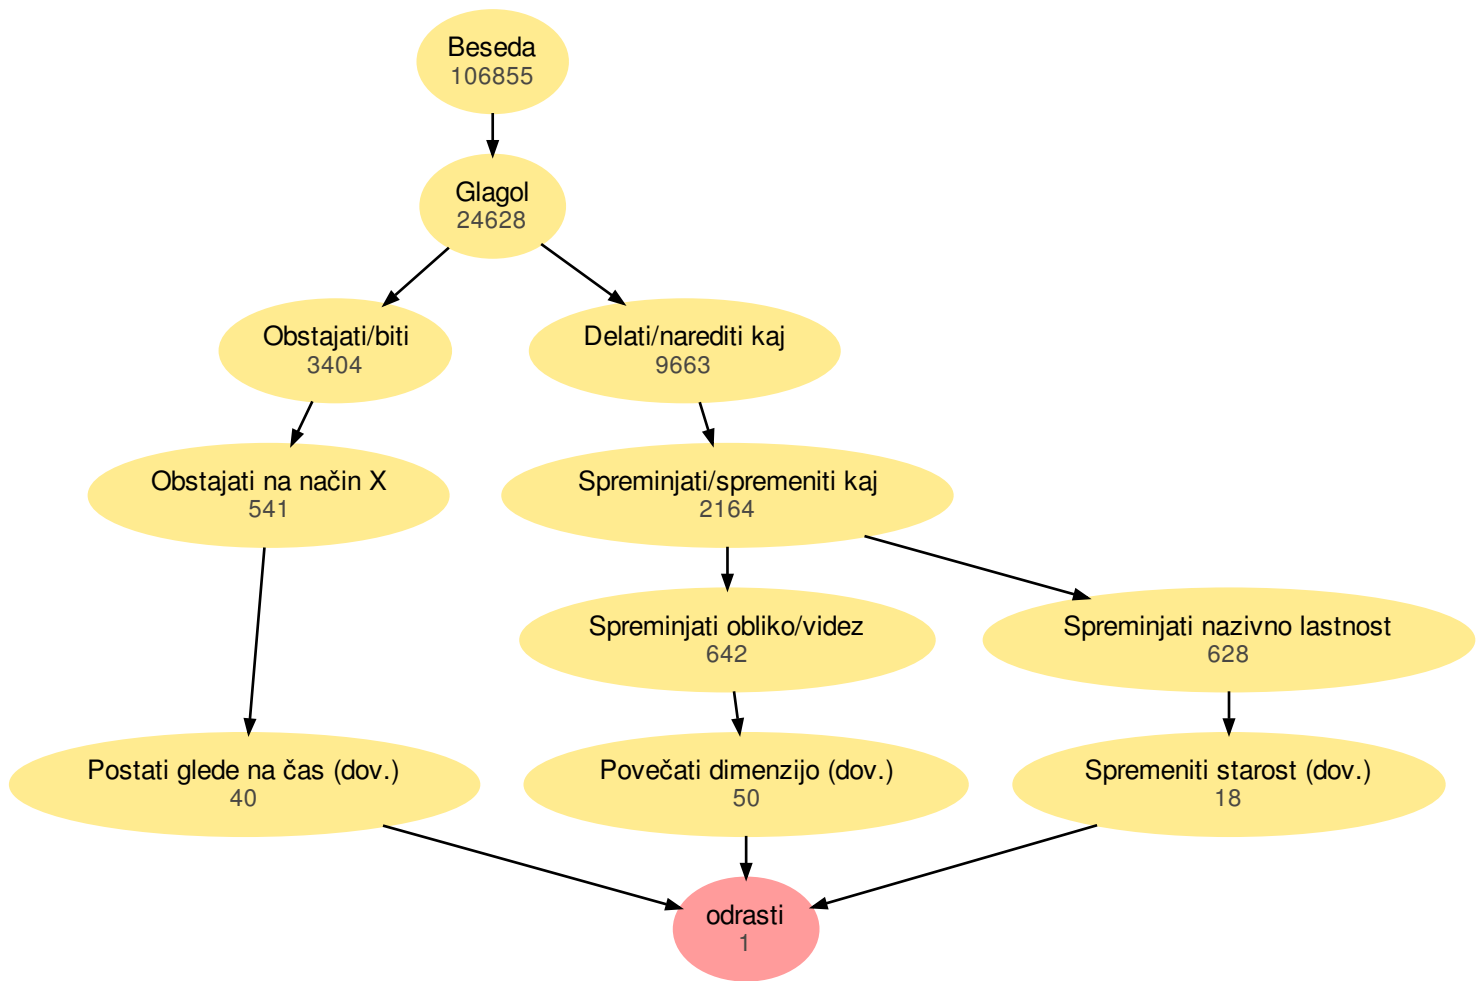 Beseda
106855
Glagol
24628
Obstajati/biti
3404
Delati/narediti kaj
9663
Obstajati na način X
541
Spreminjati/spremeniti kaj
2164
Spreminjati obliko/videz
642
Spreminjati nazivno lastnost
628
Postati glede na čas (dov.)
40
Povečati dimenzijo (dov.)
50
Spremeniti starost (dov.)
18
odrasti
1